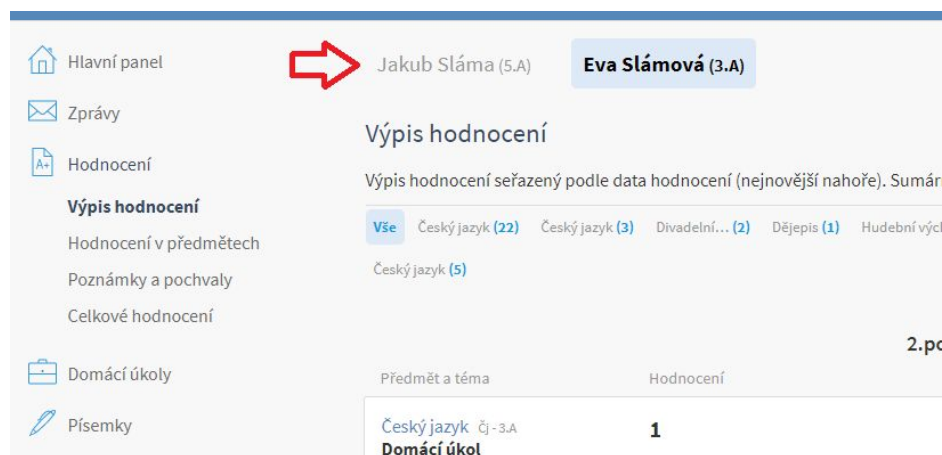 Hlavní panel
Zprávy
A+ Hodnocení
Výpis hodnocení
Hodnocení v předmětech
Poznámky a pochvaly
Celkové hodnocení
Domácí úkoly
Písemky
Jakub Sláma (5.A) Eva Slámová (3.A)
Výpis hodnocení
Výpis hodnocení seřazený podle data hodnocení (nejnovější nahoře). Sumár
Vše Český jazyk (22) Český jazyk (3) Divadelní... (2) Dějepis (1) Hudební výc
Český jazyk (5)
2.po
Předmět a téma Hodnocení
Český jazyk čj - 3.A 1
Domácí úkol